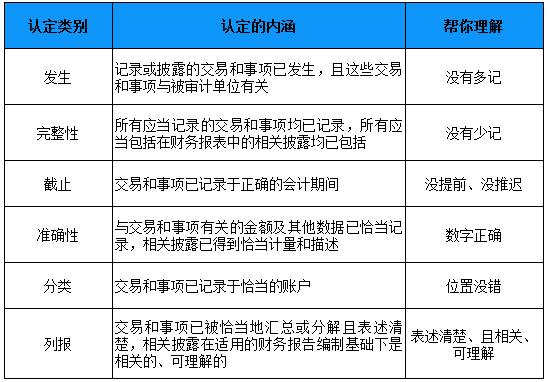 认定类别 认定的内涵 帮你理解
发生 记录或披露的交易和事项已发生，且这些交易 没有多记
和事项与被审计单位有关
完整性 所有应当记录的交易和事项均已记录，所有应 没有少记
当包括在财务报表中的相关披露均已包括
截止 交易和事项已记录于正确的会计期间 没提前、没推迟
准确性 与交易和事项有关的金额及其他数据已恰当记 数字正确
录，相关披露已得到恰当计量和描述
分类 交易和事项已记录于恰当的账户 位置没错
列报 交易和事项已被恰当地汇总或分解且表述清 表述清楚、且相关、
楚，相关披露在适用的财务报告编制基础下是 可理解
相关的、可理解的